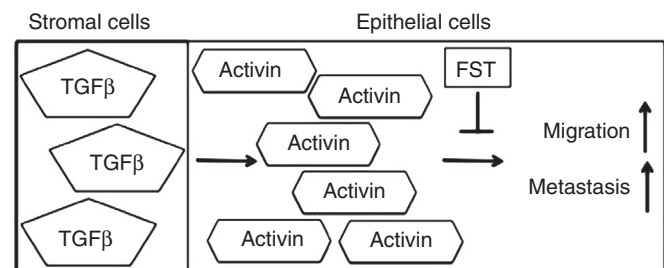 Stromal cells
Epithelial cells
TGFβ
TGFβ
TGFβ
Activin
Activin
Activin
Activin
Activin
Activin
FST
Migration
Metastasis